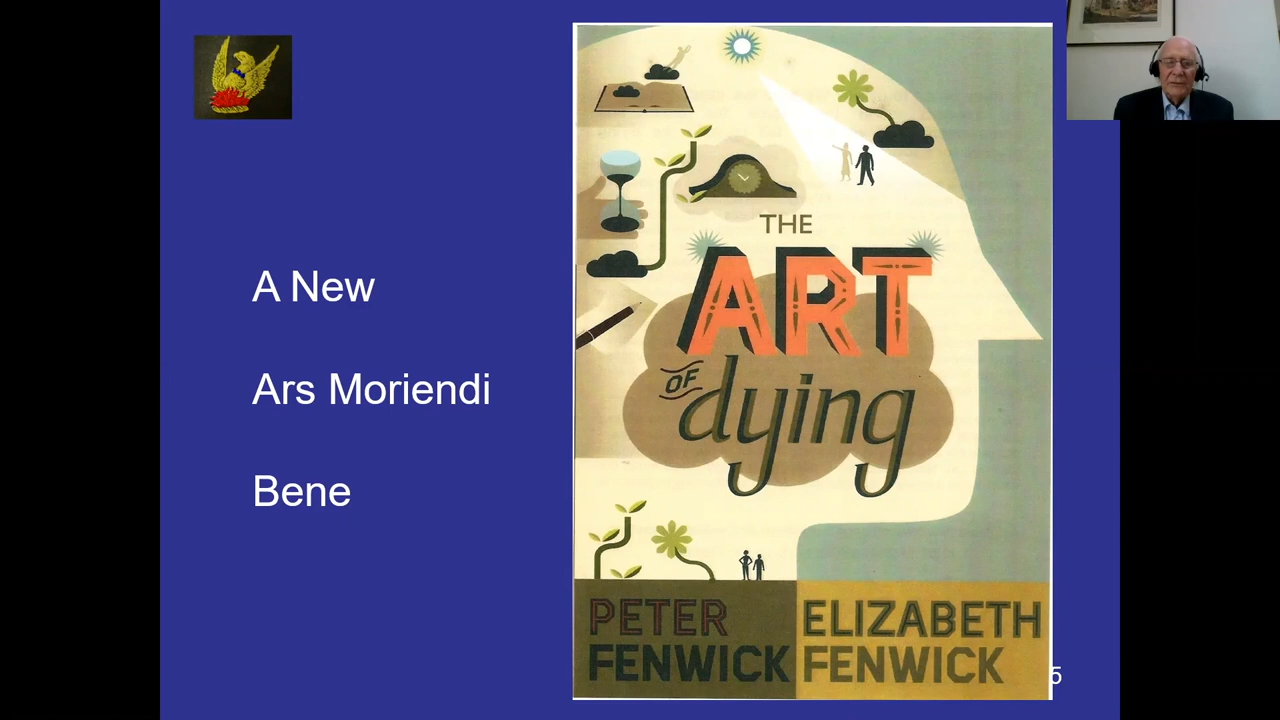 A New
Ars Moriendi
Bene
THE
ART
OF dying
PETER
FENWICK
ELIZABETH
FENWICK
5